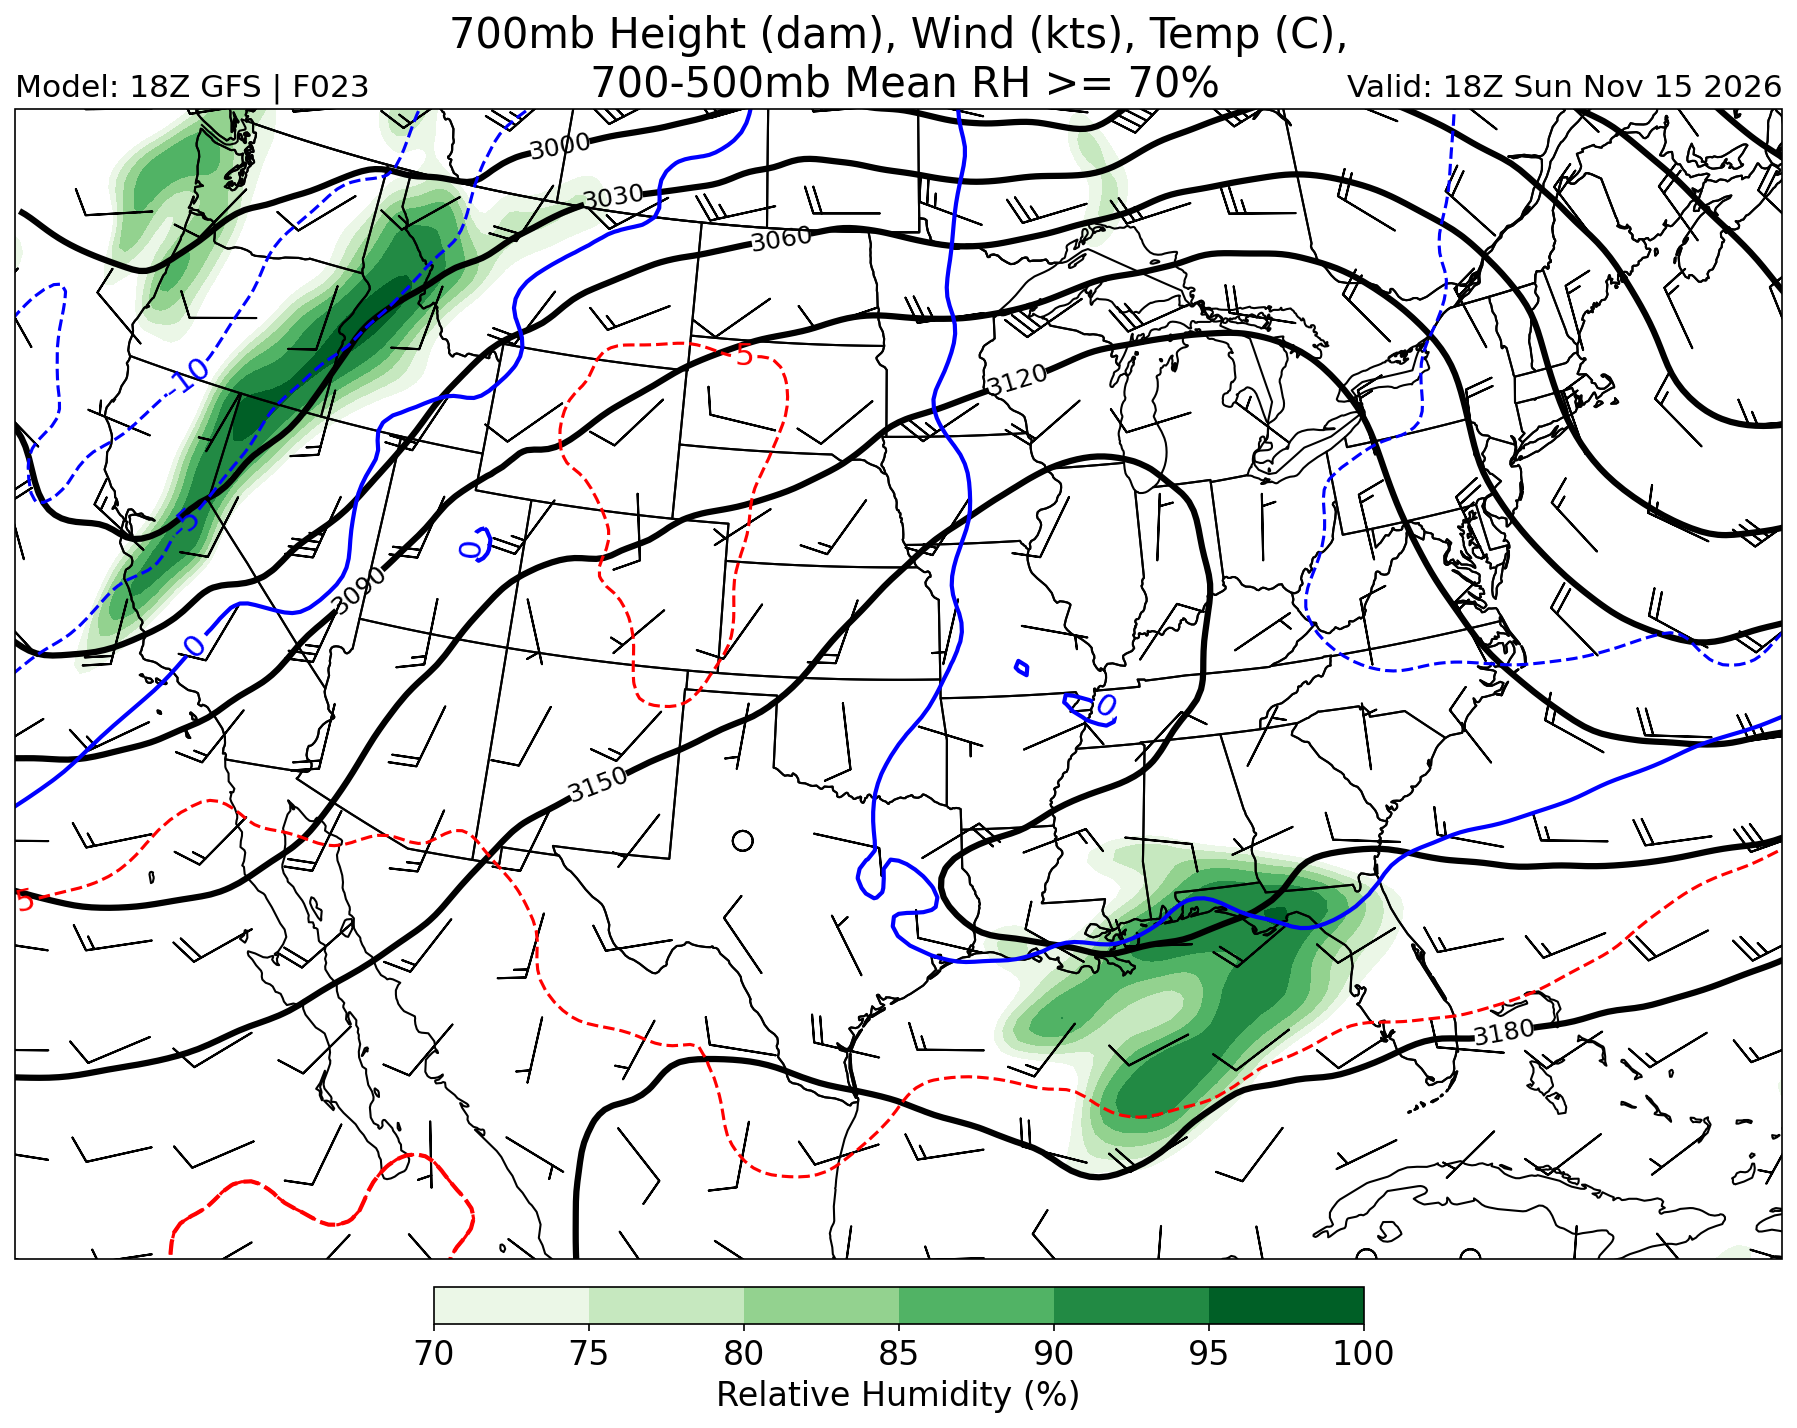 700mb Height (dam), Wind (kts), Temp (C),
700-500mb Mean RH >= 70%
Model: 18Z GFS | F023
Valid: 18Z Sun Nov 15 2026
3000
3030
3060
5
-10
3120
-5
0
3090
0
0
3150
5
3180
70 75 80 85 90 95 100
Relative Humidity (%)